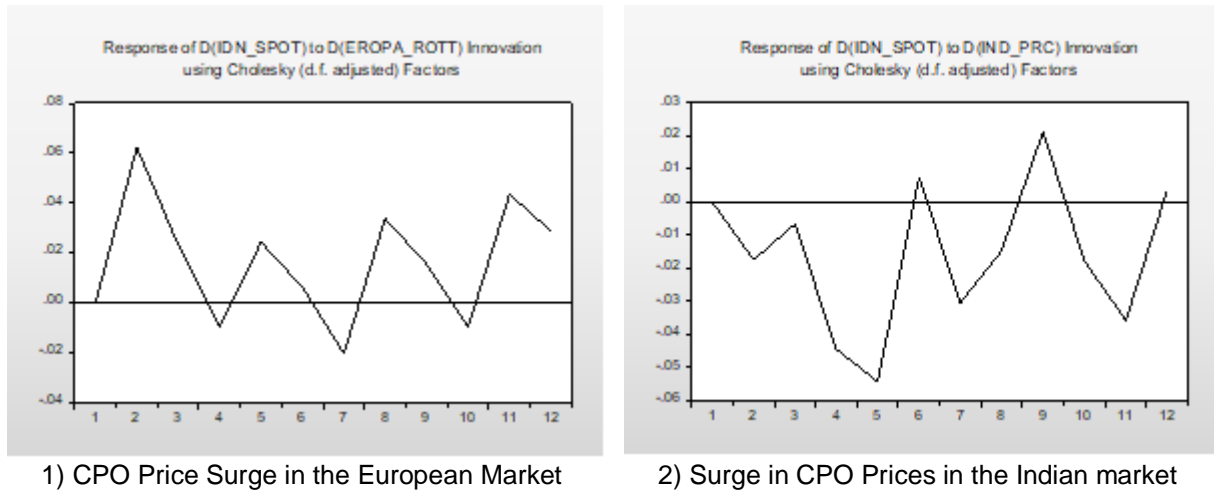 Response of D(IDN_SPOT) to D(EROPA_ROTT) Innovation
using Cholesky (d.f. adjusted) Factors
.08
.06
.04
.02
.00
-.02
-.04
1 2 3 4 5 6 7 8 9 10 11 12
1) CPO Price Surge in the European Market
Response of D(IDN_SPOT) to D(IND_PRC) Innovation
using Cholesky (d.f. adjusted) Factors
.03
.02
.01
.00
-.01
-.02
-.03
-.04
-.05
-.06
1 2 3 4 5 6 7 8 9 10 11 12
2) Surge in CPO Prices in the Indian market